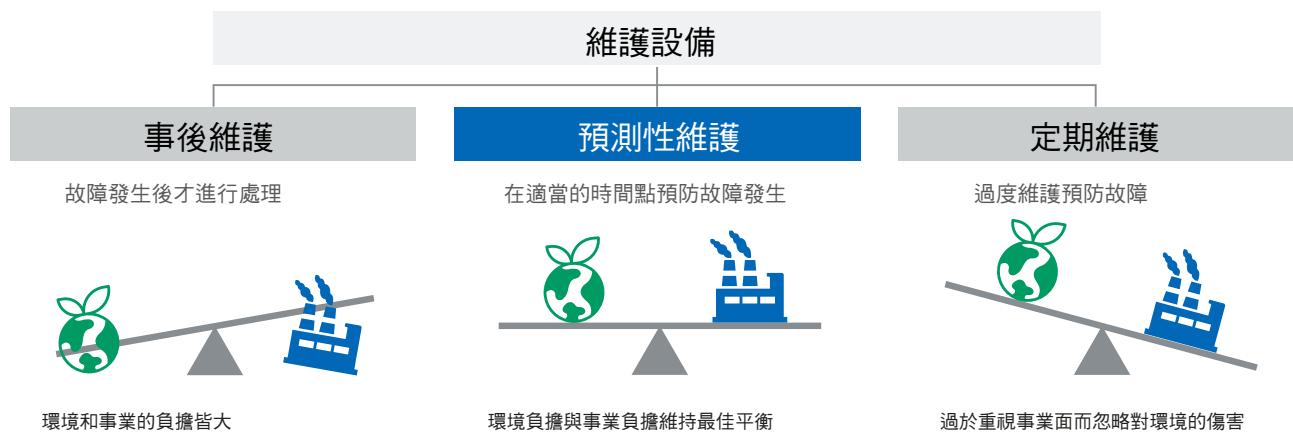 維護設備
事後維護
故障發生後才進行處理
環境和事業的負擔皆大
預測性維護
在適當的時間點預防故障發生
環境負擔與事業負擔維持最佳平衡
定期維護
過度維護預防故障
過於重視事業面而忽略對環境的傷害